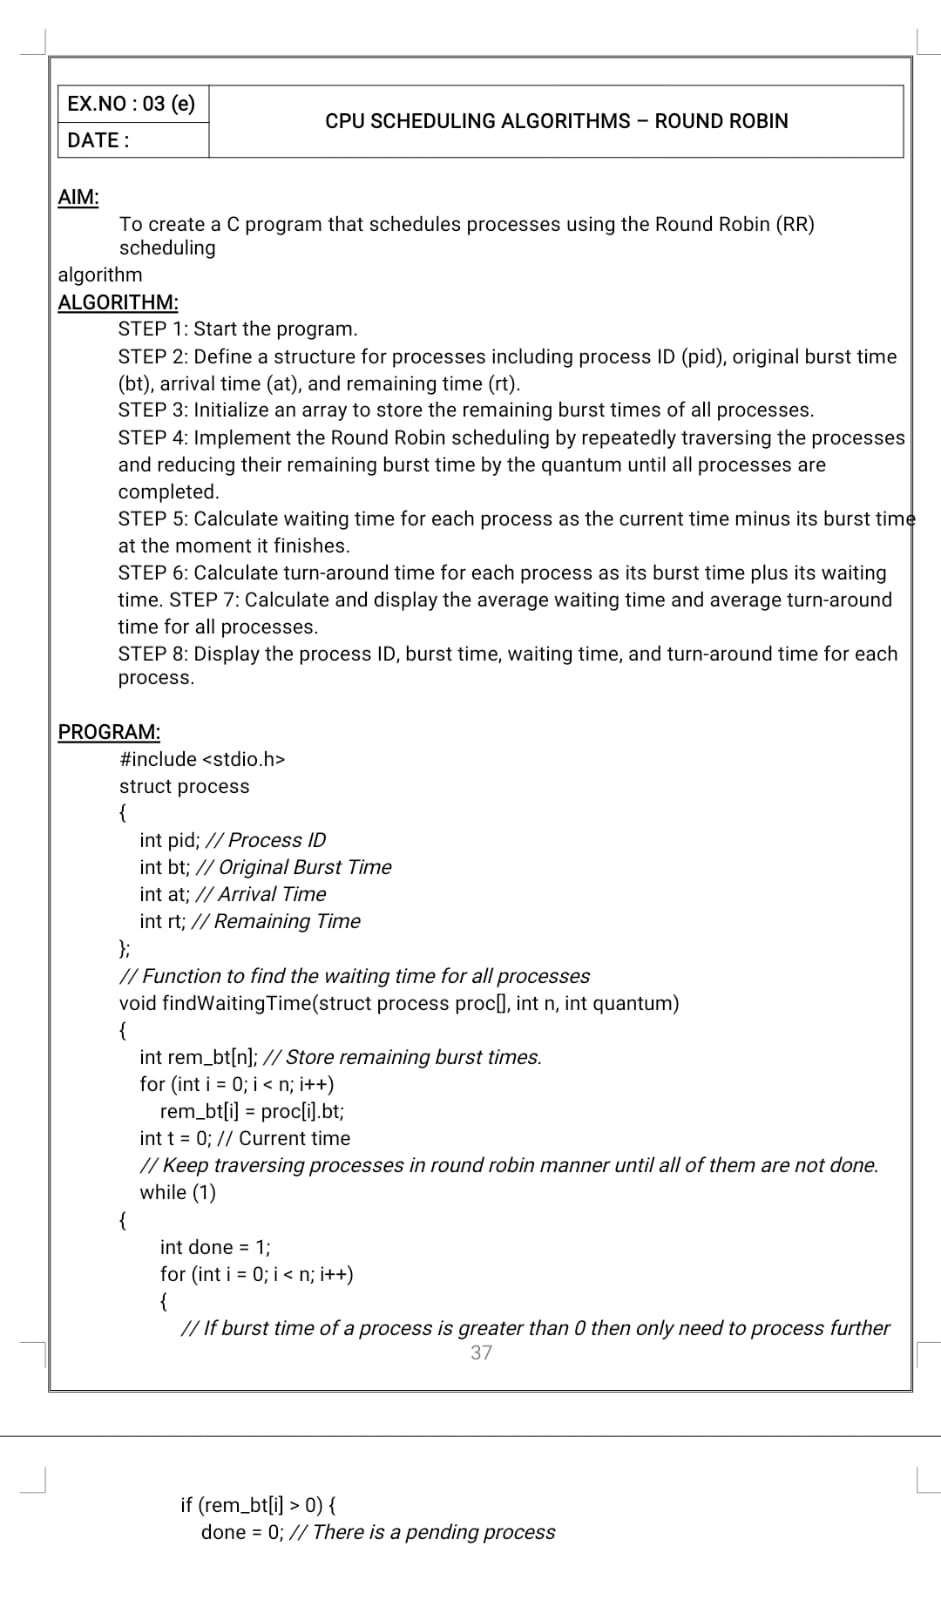 EX.NO : 03 (e)
CPU SCHEDULING ALGORITHMS – ROUND ROBIN
DATE :
AIM:
To create a C program that schedules processes using the Round Robin (RR)
scheduling
algorithm
ALGORITHM:
STEP 1: Start the program.
STEP 2: Define a structure for processes including process ID (pid), original burst time
(bt), arrival time (at), and remaining time (rt).
STEP 3: Initialize an array to store the remaining burst times of all processes.
STEP 4: Implement the Round Robin scheduling by repeatedly traversing the processes
and reducing their remaining burst time by the quantum until all processes are
completed.
STEP 5: Calculate waiting time for each process as the current time minus its burst time
at the moment it finishes.
STEP 6: Calculate turn-around time for each process as its burst time plus its waiting
time. STEP 7: Calculate and display the average waiting time and average turn-around
time for all processes.
STEP 8: Display the process ID, burst time, waiting time, and turn-around time for each
process.
PROGRAM:
#include <stdio.h>
struct process
{
int pid; // Process ID
int bt; // Original Burst Time
int at; // Arrival Time
int rt; // Remaining Time
};
// Function to find the waiting time for all processes
void findWaitingTime(struct process proc[], int n, int quantum)
{
int rem_bt[n]; // Store remaining burst times.
for (int i = 0; i < n; i++)
rem_bt[i] = proc[i].bt;
int t = 0; // Current time
// Keep traversing processes in round robin manner until all of them are not done.
while (1)
{
int done = 1;
for (int i = 0; i < n; i++)
{
// If burst time of a process is greater than 0 then only need to process further
37
if (rem_bt[i] > 0) {
done = 0; // There is a pending process